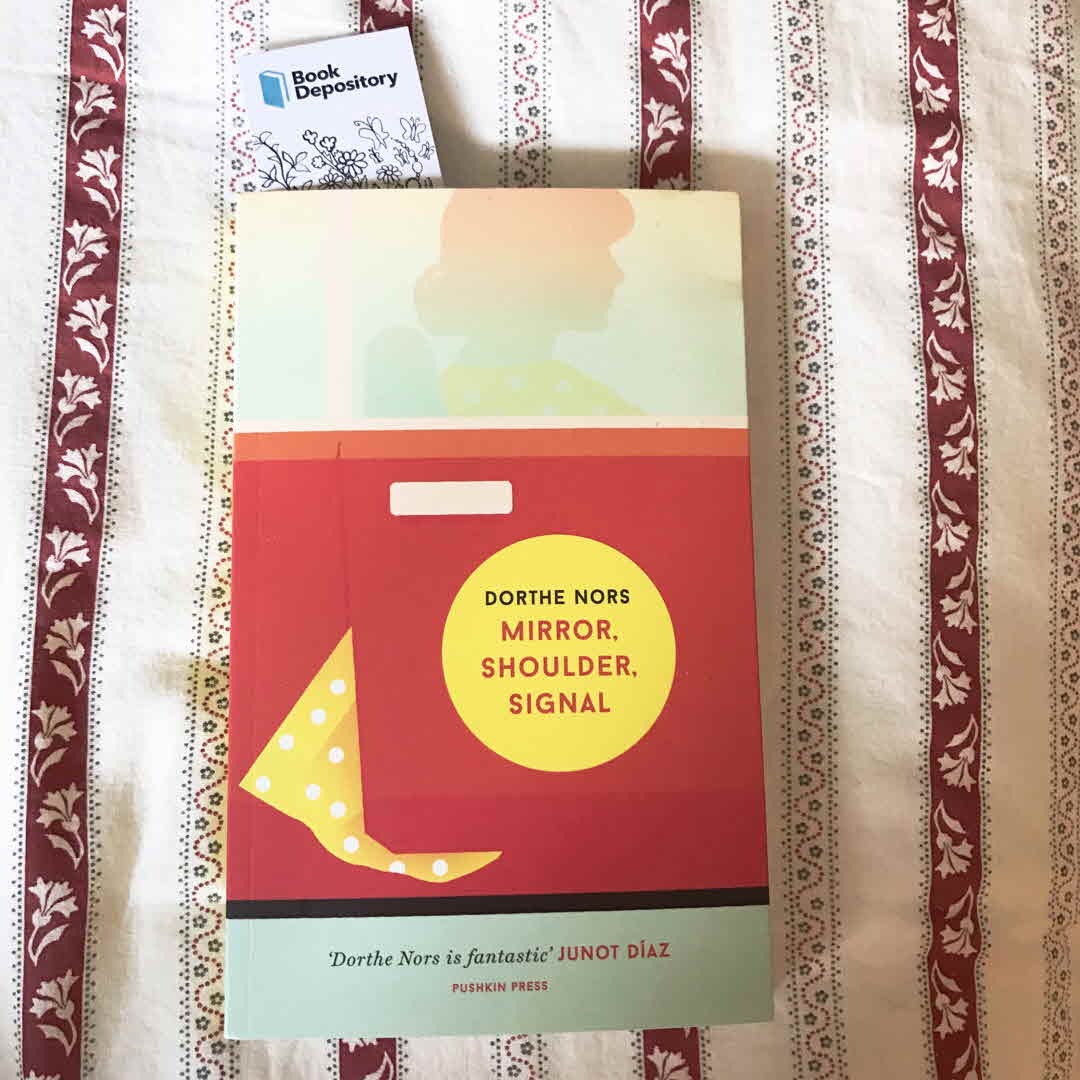 Book
Depository
DORTHE NORS
MIRROR,
SHOULDER,
SIGNAL
‘Dorthe Nors is fantastic’ JUNOT DÍAZ
PUSHKIN PRESS